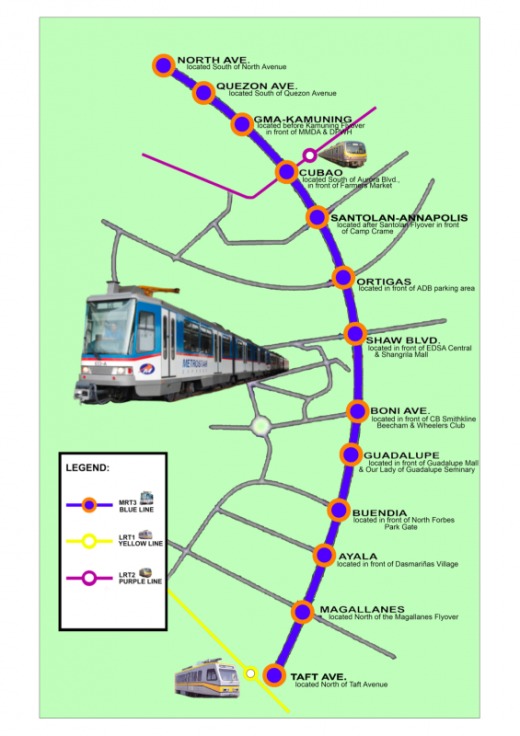 NORTH AVE.
located South of North Avenue
QUEZON AVE.
located South of Quezon Avenue
GMA-KAMUNING
located before Kamuning Flyover
in front of MMDA & DPWH
CUBAO
located South of Aurora Blvd.,
in front of Farmers Market
SANTOLAN-ANNAPOLIS
located after Santolan Flyover in front
of Camp Crame
ORTIGAS
located in front of ADB parking area
SHAW BLVD.
located in front of EDSA Central
& Shangrila Mall
METROSTAR
EXPRESS
BONI AVE.
located in front of CB Smithkline
Beecham & Wheelers Club
GUADALUPE
located in front of Guadalupe Mall
& Our Lady of Guadalupe Seminary
BUENDIA
located in front of North Forbes
Park Gate
AYALA
located in front of Dasmariñas Village
MAGALLANES
located North of the Magallanes Flyover
TAFT AVE.
located North of Taft Avenue
LEGEND:
MRT3
BLUE LINE
LRT1
YELLOW LINE
LRT2
PURPLE LINE